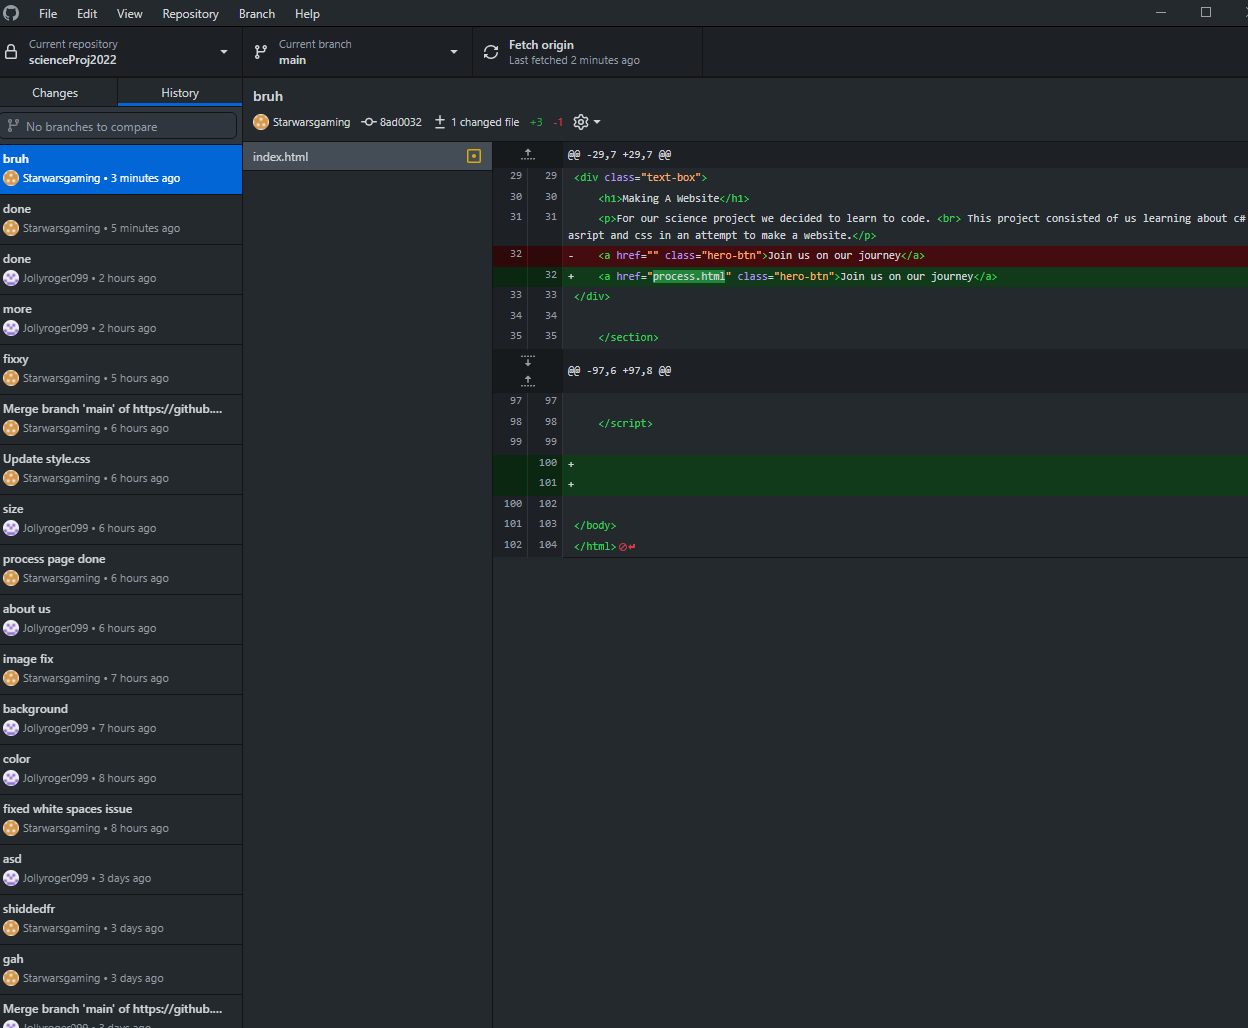 File Edit View Repository Branch Help
Current repository
scienceProj2022
Current branch
main
Fetch origin
Last fetched 2 minutes ago
Changes
History
No branches to compare
bruh
Starwarsgaming • 3 minutes ago
done
Starwarsgaming • 5 minutes ago
done
Jollyroger099 • 2 hours ago
more
Jollyroger099 • 2 hours ago
fixxy
Starwarsgaming • 5 hours ago
Merge branch 'main' of https://github....
Starwarsgaming • 6 hours ago
Update style.css
Starwarsgaming • 6 hours ago
size
Jollyroger099 • 6 hours ago
process page done
Starwarsgaming • 6 hours ago
about us
Jollyroger099 • 6 hours ago
image fix
Starwarsgaming • 7 hours ago
background
Jollyroger099 • 7 hours ago
color
Jollyroger099 • 8 hours ago
fixed white spaces issue
Starwarsgaming • 8 hours ago
asd
Jollyroger099 • 3 days ago
shiddedfr
Starwarsgaming • 3 days ago
gah
Starwarsgaming • 3 days ago
Merge branch 'main' of https://github....
Jollyroger099 • 3 days ago
bruh
Starwarsgaming 8ad0032 1 changed file +3 -1
index.html
@@ -29,7 +29,7 @@
29 29 <div class="text-box">
30 30 <h1>Making A Website</h1>
31 31 <p>For our science project we decided to learn to code. <br> This project consisted of us learning about c#
asript and css in an attempt to make a website.</p>
32 - <a href="" class="hero-btn">Join us on our journey</a>
32 + <a href="process.html" class="hero-btn">Join us on our journey</a>
33 33 </div>
34 34
35 35 </section>
@@ -97,6 +97,8 @@
97 97
98 98 </script>
99 99
100 +
101 +
100 102
101 103 </body>
102 104 </html>